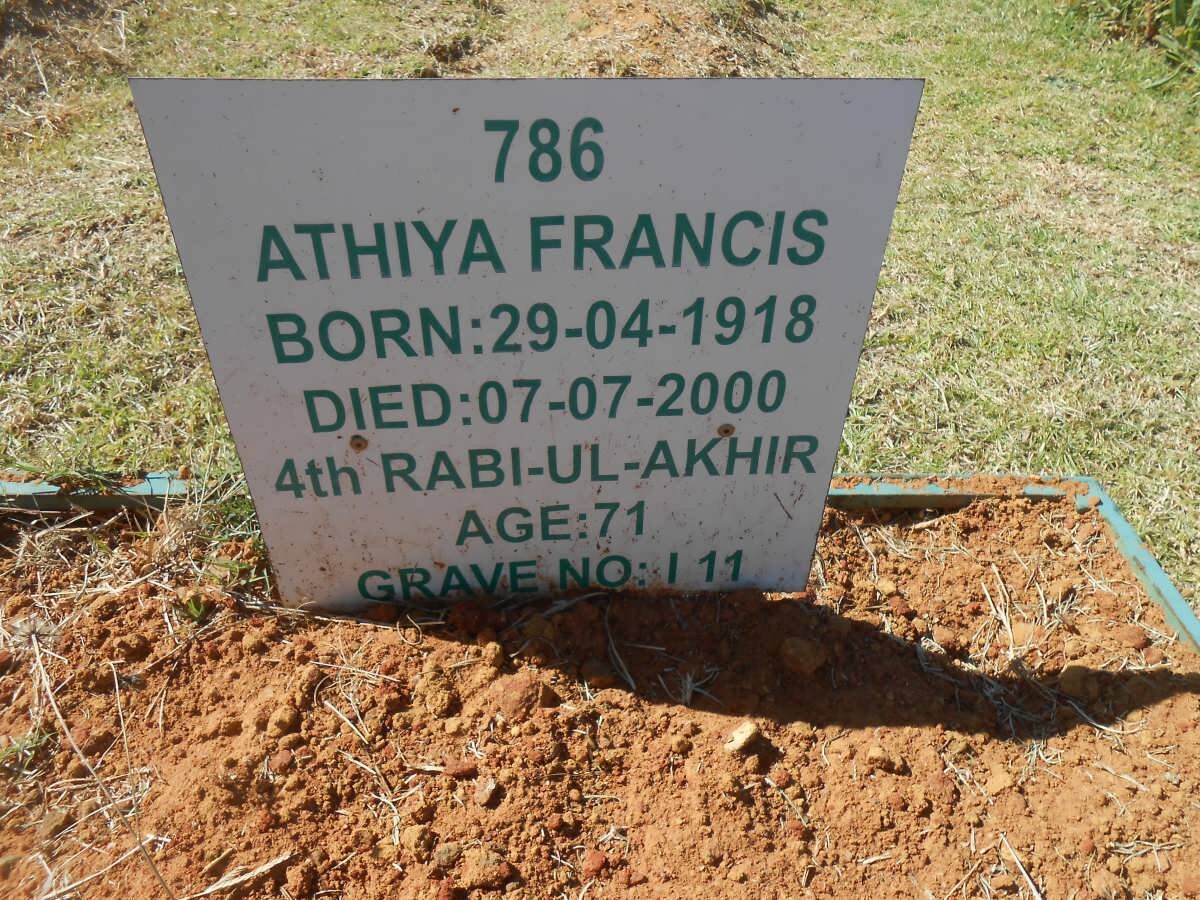 786
ATHIYA FRANCIS
BORN:29-04-1918
DIED:07-07-2000
4th RABI-UL-AKHIR
AGE:71
GRAVE NO: I 11